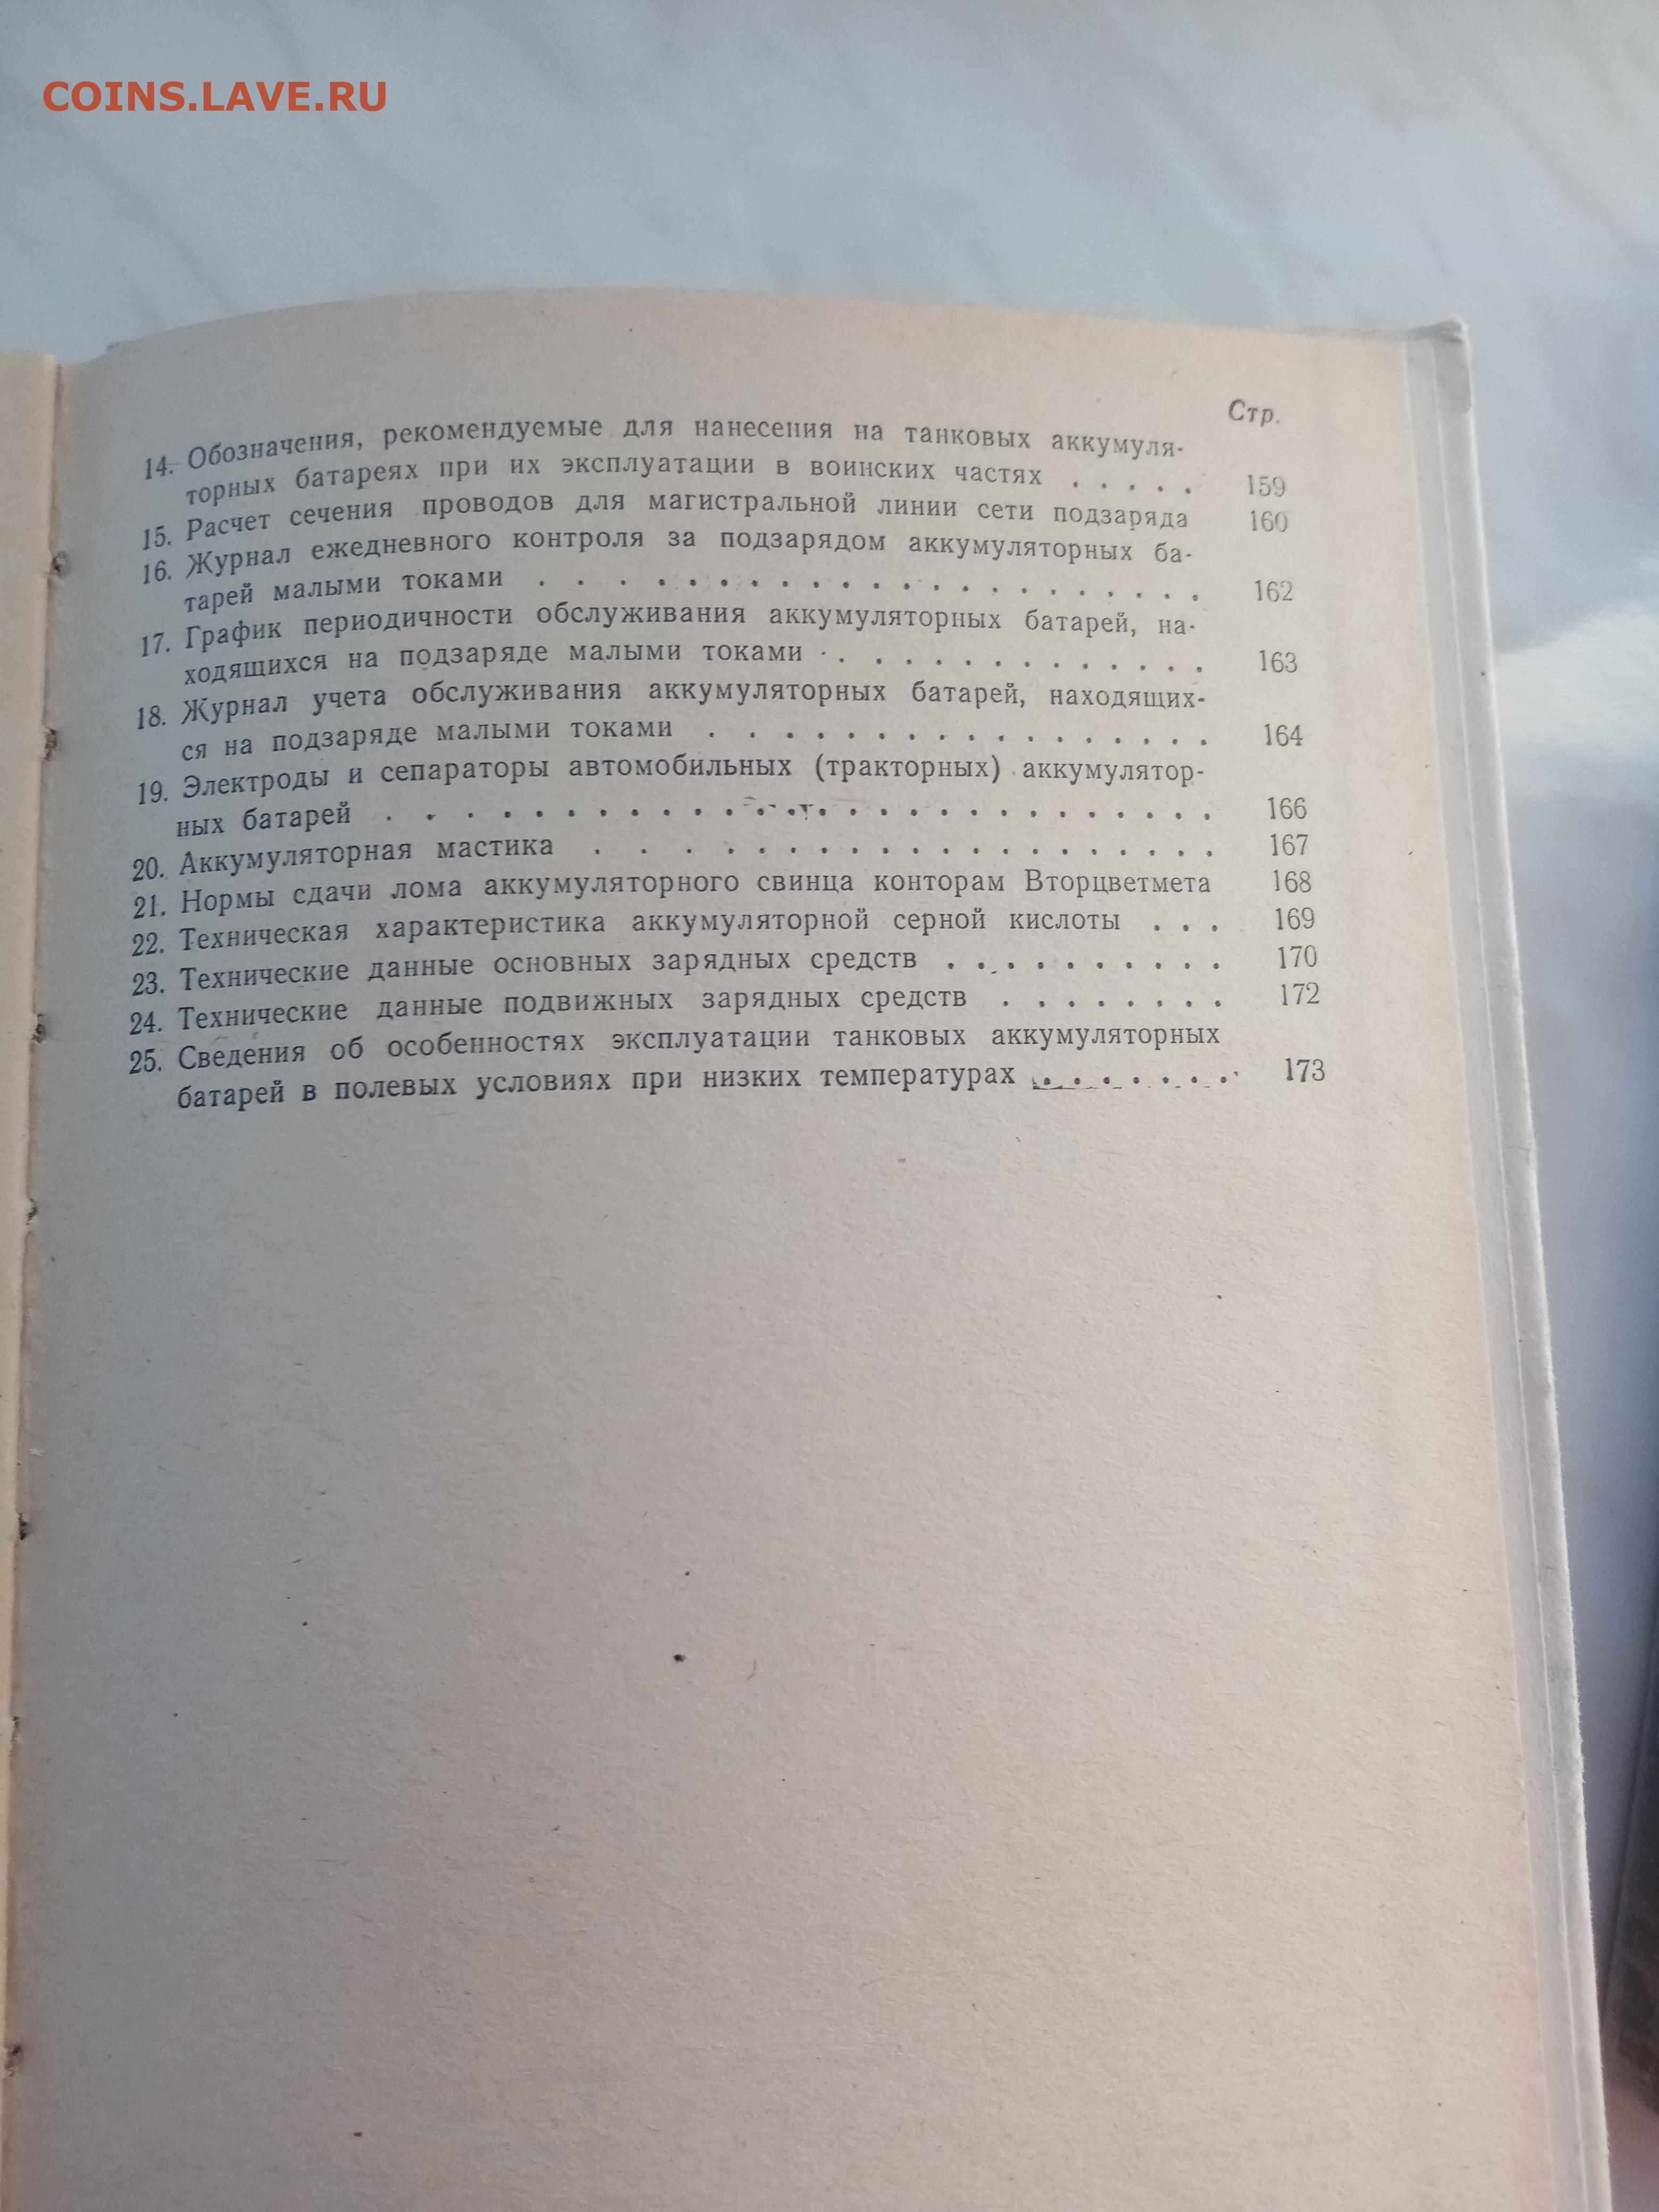 COINS.LAVE.RU
Стр.
14. Обозначения, рекомендуемые для нанесения на танковых аккумуля-
торных батареях при их эксплуатации в воинских частях . . . . . 159
15. Расчет сечения проводов для магистральной линии сети подзаряда 160
16. Журнал ежедневного контроля за подзарядом аккумуляторных ба-
тарей малыми токами . . . . . . . . . . . . . . . . . . . 162
17. График периодичности обслуживания аккумуляторных батарей, на-
ходящихся на подзаряде малыми токами . . . . . . . . . . . . . 163
18. Журнал учета обслуживания аккумуляторных батарей, находящих-
ся на подзаряде малыми токами . . . . . . . . . . . . . . . . 164
19. Электроды и сепараторы автомобильных (тракторных) аккумулятор-
ных батарей . . . . . . . . . . . . . . . . . . . . . . . . 166
20. Аккумуляторная мастика . . . . . . . . . . . . . . . . . . 167
21. Нормы сдачи лома аккумуляторного свинца конторам Вторцветмета 168
22. Техническая характеристика аккумуляторной серной кислоты . . . 169
23. Технические данные основных зарядных средств . . . . . . . . . 170
24. Технические данные подвижных зарядных средств . . . . . . . . 172
25. Сведения об особенностях эксплуатации танковых аккумуляторных
батарей в полевых условиях при низких температурах . . . . . . . 173